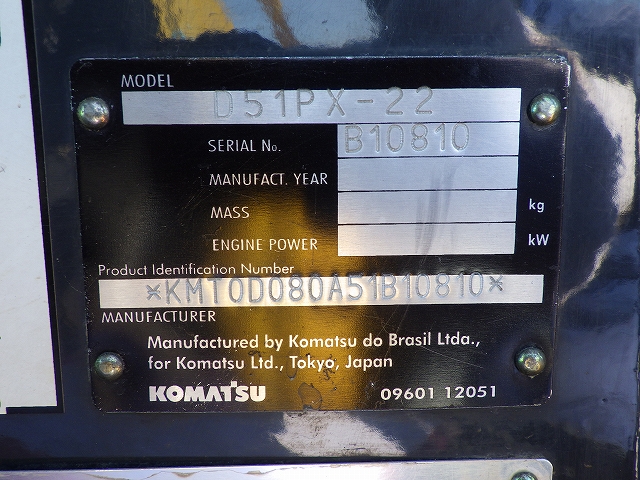 MODEL
D51PX-22
SERIAL No. B10810
MANUFACT. YEAR
MASS kg
ENGINE POWER kW
Product Identification Number
*KMT0D080A51B10810*
MANUFACTURER
Manufactured by Komatsu do Brasil Ltda.,
for Komatsu Ltd., Tokyo, Japan
KOMATSU 09601 12051